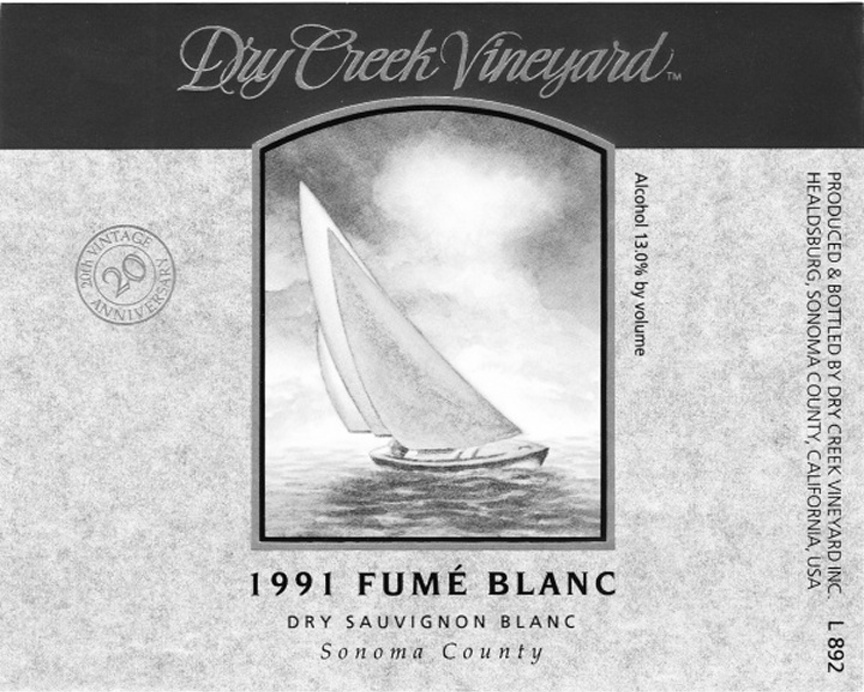 Dry Creek Vineyard™
20th VINTAGE
20
ANNIVERSARY
Alcohol 13.0% by volume
PRODUCED & BOTTLED BY DRY CREEK VINEYARD INC.
HEALDSBURG, SONOMA COUNTY, CALIFORNIA, USA
L 892
1991 FUMÉ BLANC
DRY SAUVIGNON BLANC
Sonoma County